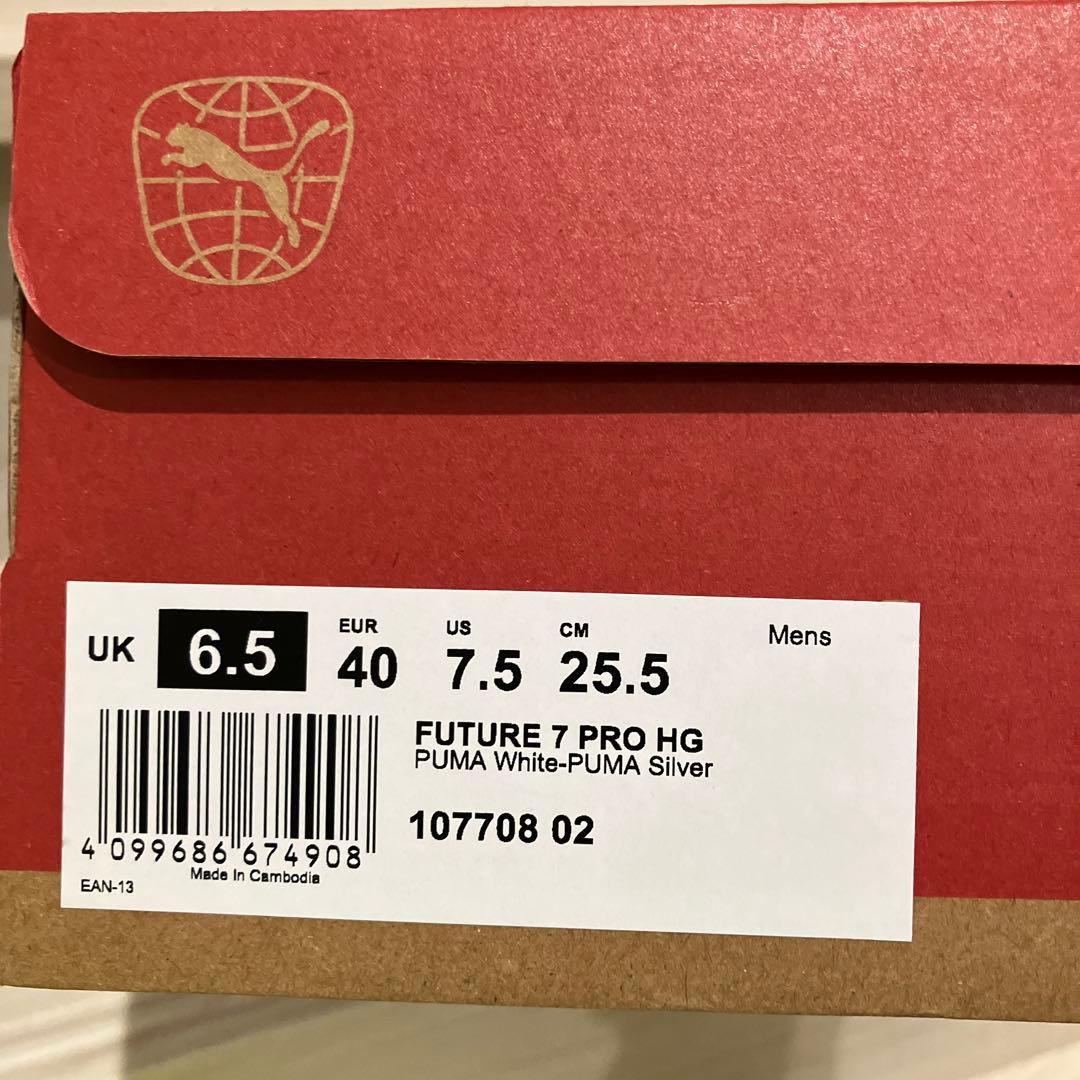 UK 6.5 EUR 40 US 7.5 CM 25.5 Mens
FUTURE 7 PRO HG
PUMA White-PUMA Silver
107708 02
4 099686 674908
Made In Cambodia
EAN-13